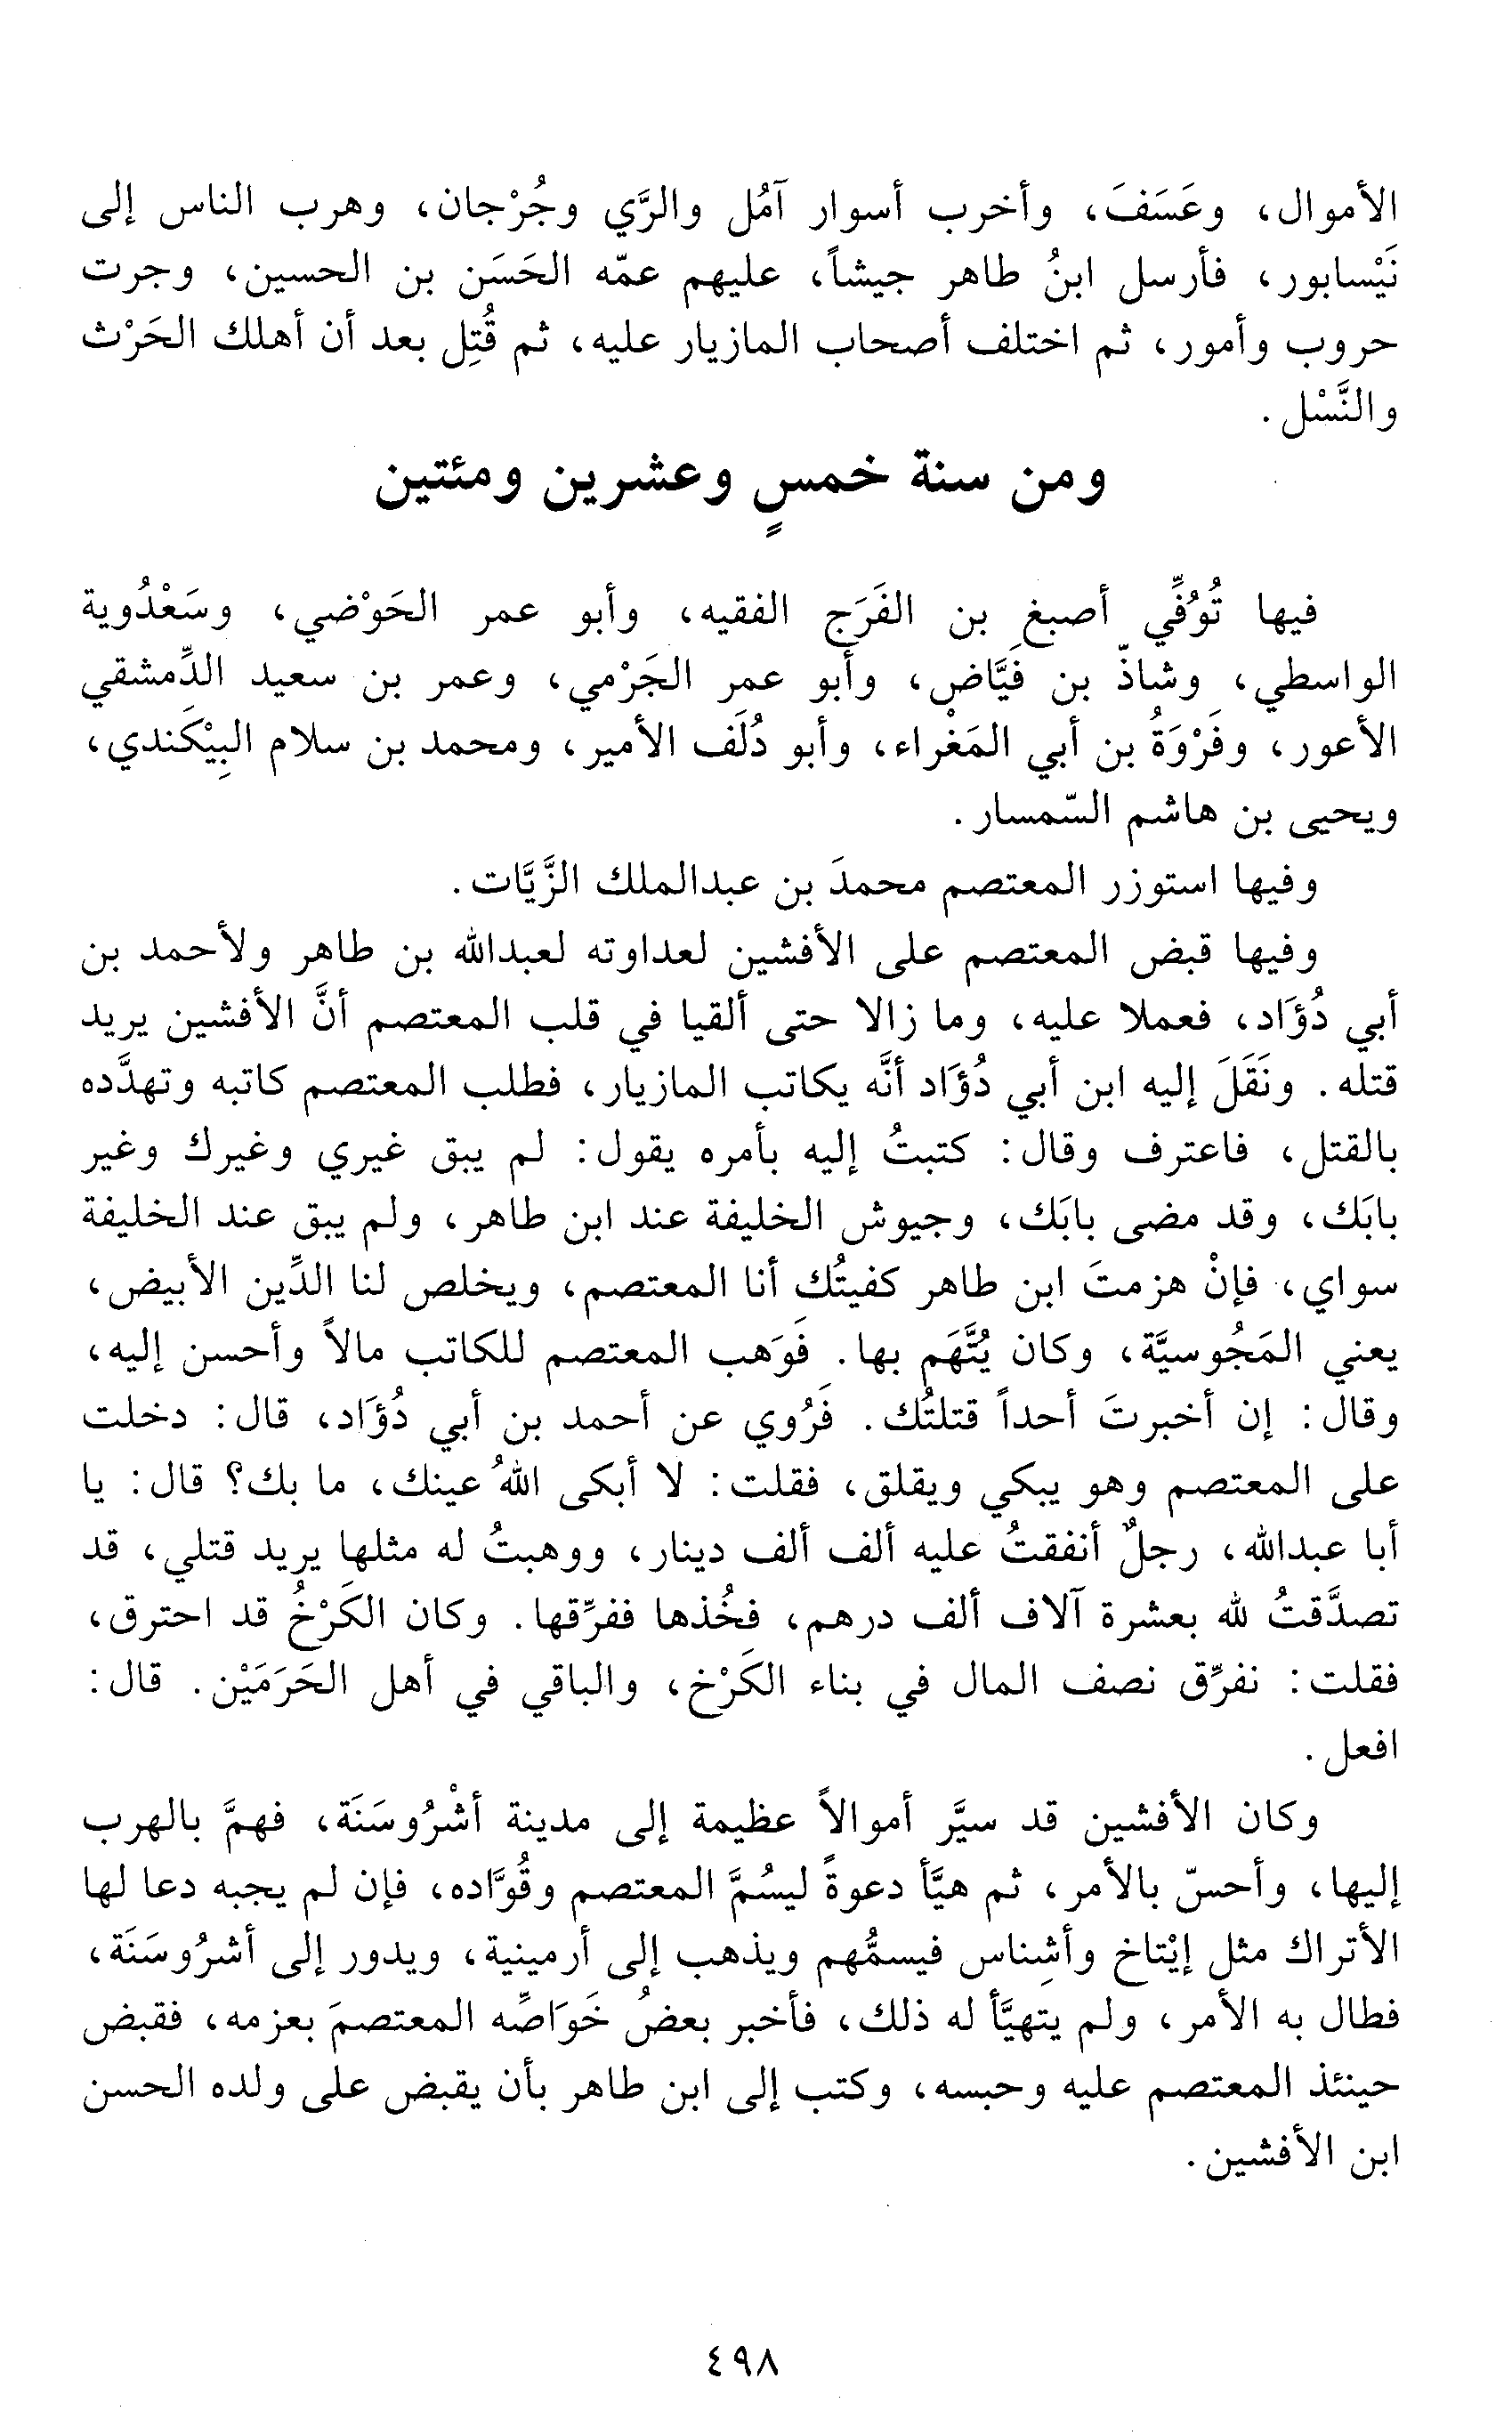 الأموال، وعَسَفَ، وأخرب أسوار آمُل والرَّي وجُرْجان، وهرب الناس إلى
نَيْسابور، فأرسل ابنُ طاهر جيشاً، عليهم عمّه الحَسَن بن الحسين، وجرت
حروب وأمور، ثم اختلف أصحاب المازيار عليه، ثم قُتِل بعد أن أهلك الحَرْث
والنَّسْل.
ومن سنة خمسٍ وعشرين ومئتين
فيها تُوُفِّي أصبغ بن الفَرَج الفقيه، وأبو عمر الحَوْضي، وسَعْدُوية
الواسطي، وشاذّ بن فَيَّاض، وأبو عمر الجَرْمي، وعمر بن سعيد الدِّمشقي
الأعور، وفَرْوَةُ بن أبي المَغْراء، وأبو دُلَف الأمير، ومحمد بن سلام البِيْكَندي،
ويحيى بن هاشم السّمسار.
وفيها استوزر المعتصم محمدَ بن عبدالملك الزَّيَّات.
وفيها قبض المعتصم على الأفشين لعداوته لعبدالله بن طاهر ولأحمد بن
أبي دُؤَاد، فعملا عليه، وما زالا حتى ألقيا في قلب المعتصم أنَّ الأفشين يريد
قتله. ونَقَلَ إليه ابن أبي دُؤَاد أنَّه يكاتب المازيار، فطلب المعتصم كاتبه وتهدَّده
بالقتل، فاعترف وقال: كتبتُ إليه بأمره يقول: لم يبق غيري وغيرك وغير
بابَك، وقد مضى بابَك، وجيوش الخليفة عند ابن طاهر، ولم يبق عند الخليفة
سواي، فإنْ هزمتَ ابن طاهر كفيتُك أنا المعتصم، ويخلص لنا الدِّين الأبيض،
يعني المَجُوسيَّة، وكان يُتَّهَم بها. فَوَهب المعتصم للكاتب مالاً وأحسن إليه،
وقال: إن أخبرتَ أحداً قتلتُك. فَرُوي عن أحمد بن أبي دُؤَاد، قال: دخلت
على المعتصم وهو يبكي ويقلق، فقلت: لا أبكى اللهُ عينك، ما بك؟ قال: يا
أبا عبدالله، رجلٌ أنفقتُ عليه ألف ألف دينار، ووهبتُ له مثلها يريد قتلي، قد
تصدَّقتُ لله بعشرة آلاف ألف درهم، فخُذها ففرِّقها. وكان الكَرْخُ قد احترق،
فقلت: نفرِّق نصف المال في بناء الكَرْخ، والباقي في أهل الحَرَمَيْن. قال:
افعل.
وكان الأفشين قد سيَّر أموالاً عظيمة إلى مدينة أشْرُوسَنَة، فهمَّ بالهرب
إليها، وأحسّ بالأمر، ثم هيَّأ دعوةً ليسُمَّ المعتصم وقُوَّاده، فإن لم يجبه دعا لها
الأتراك مثل إيْتاخ وأشِناس فيسمُّهم ويذهب إلى أرمينية، ويدور إلى أشرُوسَنَة،
فطال به الأمر، ولم يتهيَّأ له ذلك، فأخبر بعضُ خَوَاصِّه المعتصمَ بعزمه، فقبض
حينئذ المعتصم عليه وحبسه، وكتب إلى ابن طاهر بأن يقبض على ولده الحسن
ابن الأفشين.
٤٩٨